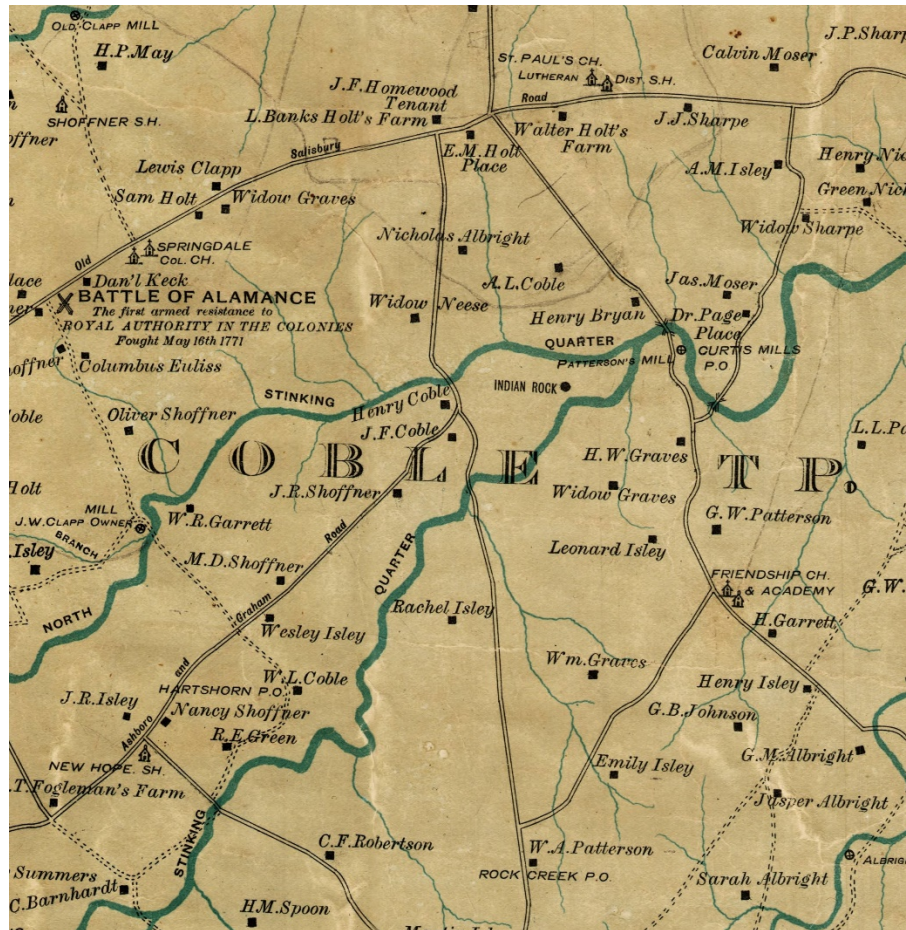 OLD CLAPP MILL
H.P. May
SHOFFNER S.H.
J.F. Homewood
Tenant
L. Banks Holt's Farm
ST. PAUL'S CH.
LUTHERAN
DIST. S.H.
Calvin Moser
J.P. Sharp
Old Salisbury Road
E.M. Holt
Place
Walter Holt's
Farm
J.J. Sharpe
A.M. Isley
Henry Nic
Green Nich
Widow Sharpe
Lewis Clapp
Sam Holt
Widow Graves
SPRINGDALE
COL. CH.
Nicholas Albright
A.L. Coble
Dan'l Keck
BATTLE OF ALAMANCE
The first armed resistance to
ROYAL AUTHORITY IN THE COLONIES
Fought May 16th 1771
Widow Neese
Henry Bryan
Jas. Moser
Dr. Page
Place
CURTIS MILLS
P.O
PATTERSON'S MILL
STINKING QUARTER
INDIAN ROCK
Columbus Euliss
Oliver Shoffner
Henry Coble
J.F. Coble
COBLE TP.
H.W. Graves
Widow Graves
J.R. Shoffner
G.W. Patterson
MILL
J.W. CLAPP OWNER
BRANCH
W.R. Garrett
Leonard Isley
M.D. Shoffner
QUARTER
NORTH
FRIENDSHIP CH.
& ACADEMY
G.W.
Rachel Isley
H. Garrett
Wesley Isley
Ashboro and Graham Road
W.L. Coble
HARTSHORN P.O.
Wm. Graves
Henry Isley
J.R. Isley
Nancy Shoffner
G.B. Johnson
R.E. Green
G.M. Albright
NEW HOPE. SH.
Emily Isley
T. Fogleman's Farm
Jasper Albright
STINKING
C.F. Robertson
W.A. Patterson
ROCK CREEK P.O.
ALBRIG
Summers
C. Barnhardt
Sarah Albright
H.M. Spoon